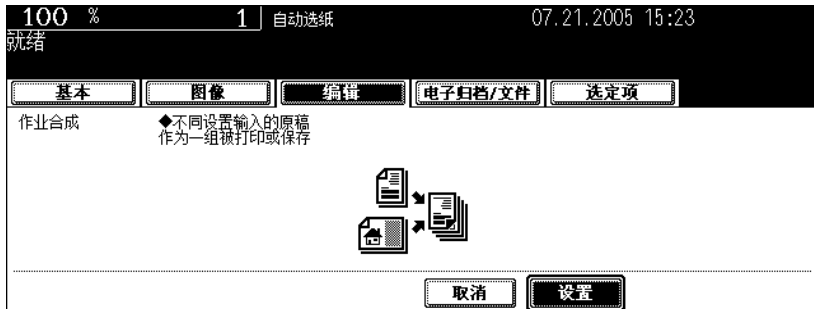 100 % 1 自动选纸 07.21.2005 15:23
就绪
基本 图像 编辑 电子归档/文件 选定项
作业合成 ◆不同设置输入的原稿
作为一组被打印或保存
取消 设置